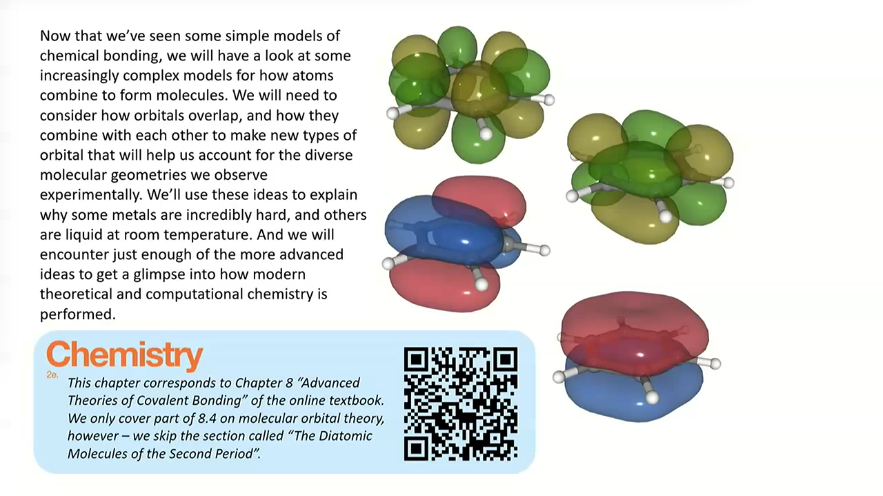 Now that we’ve seen some simple models of
chemical bonding, we will have a look at some
increasingly complex models for how atoms
combine to form molecules. We will need to
consider how orbitals overlap, and how they
combine with each other to make new types of
orbital that will help us account for the diverse
molecular geometries we observe
experimentally. We’ll use these ideas to explain
why some metals are incredibly hard, and others
are liquid at room temperature. And we will
encounter just enough of the more advanced
ideas to get a glimpse into how modern
theoretical and computational chemistry is
performed.
Chemistry
2e.
This chapter corresponds to Chapter 8 “Advanced
Theories of Covalent Bonding” of the online textbook.
We only cover part of 8.4 on molecular orbital theory,
however – we skip the section called “The Diatomic
Molecules of the Second Period”.